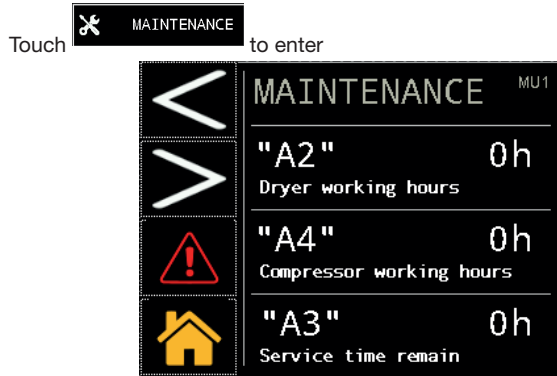 Touch MAINTENANCE to enter
MAINTENANCE MU1
"A2" 0h
Dryer working hours
"A4" 0h
Compressor working hours
"A3" 0h
Service time remain